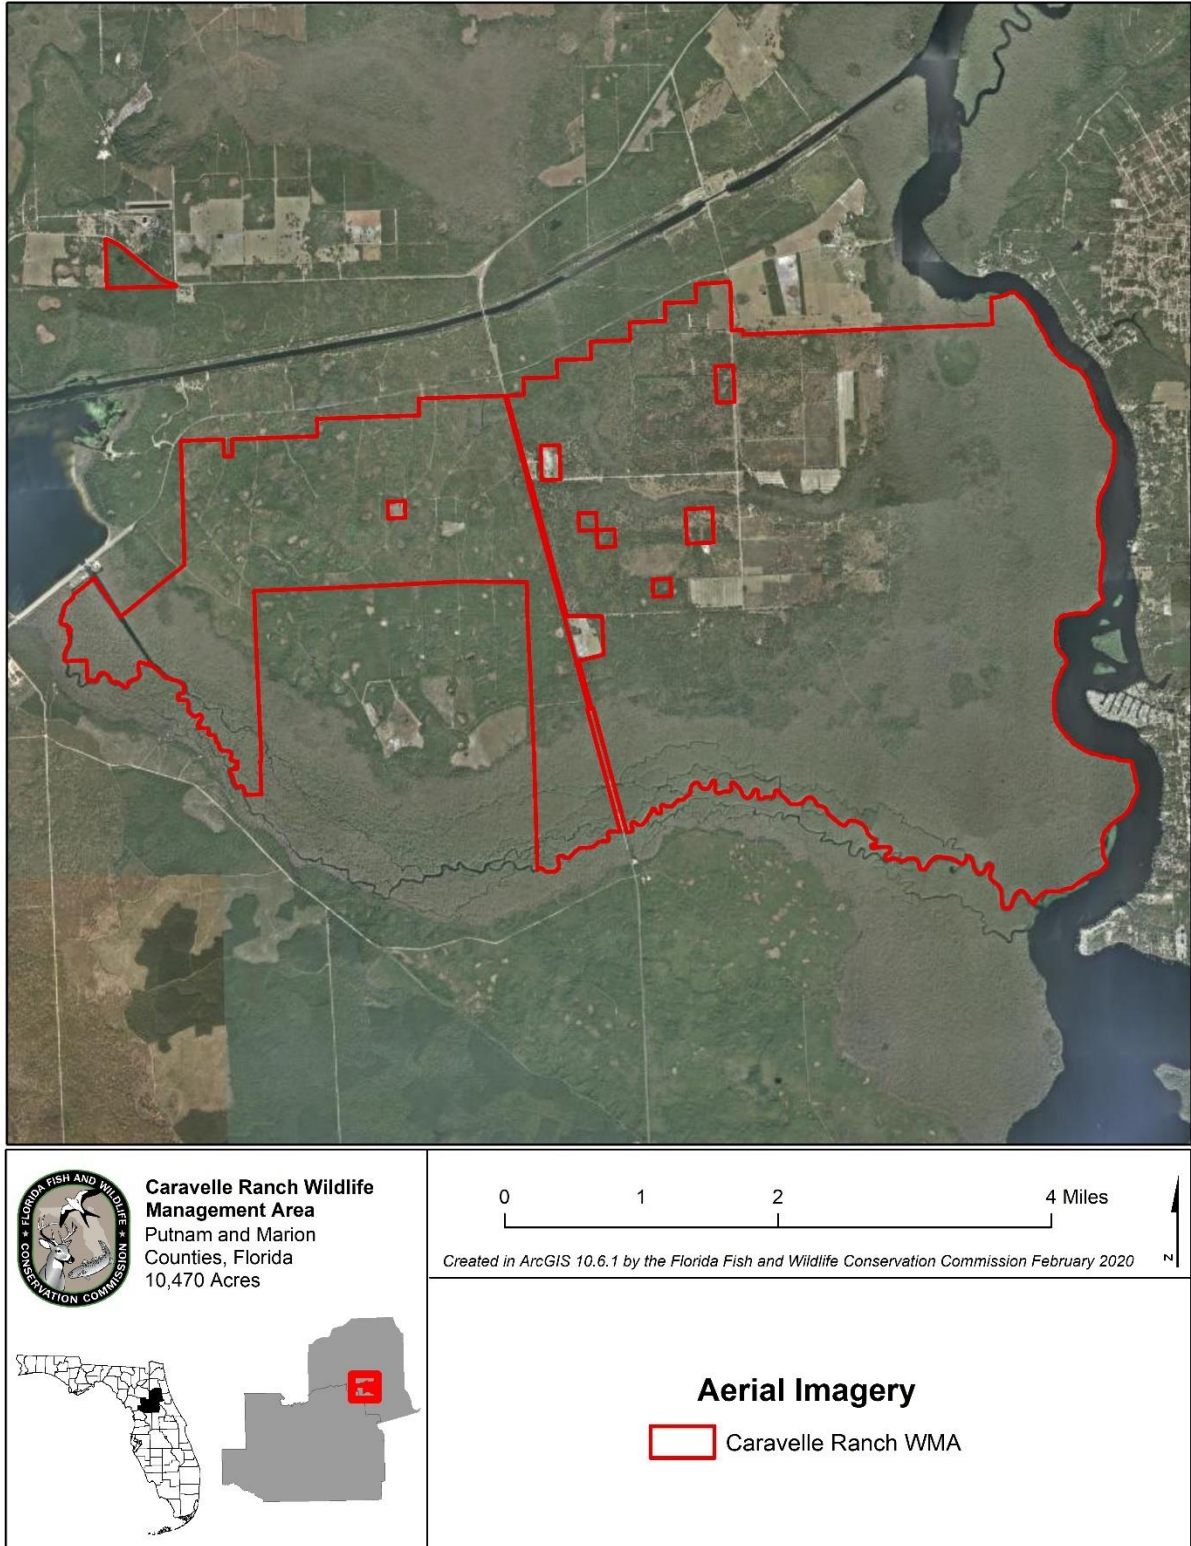 FLORIDA FISH AND WILDLIFE
CONSERVATION COMMISSION
Caravelle Ranch Wildlife
Management Area
Putnam and Marion
Counties, Florida
10,470 Acres
0 1 2 4 Miles
Created in ArcGIS 10.6.1 by the Florida Fish and Wildlife Conservation Commission February 2020
N
Aerial Imagery
Caravelle Ranch WMA